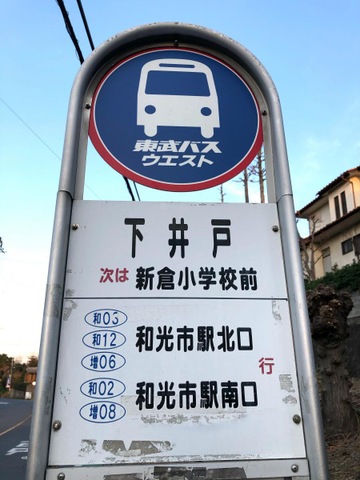 東武バス
ウエスト
下井戸
次は 新倉小学校前
和03
和12 和光市駅北口
増06
行
和02 和光市駅南口
増08